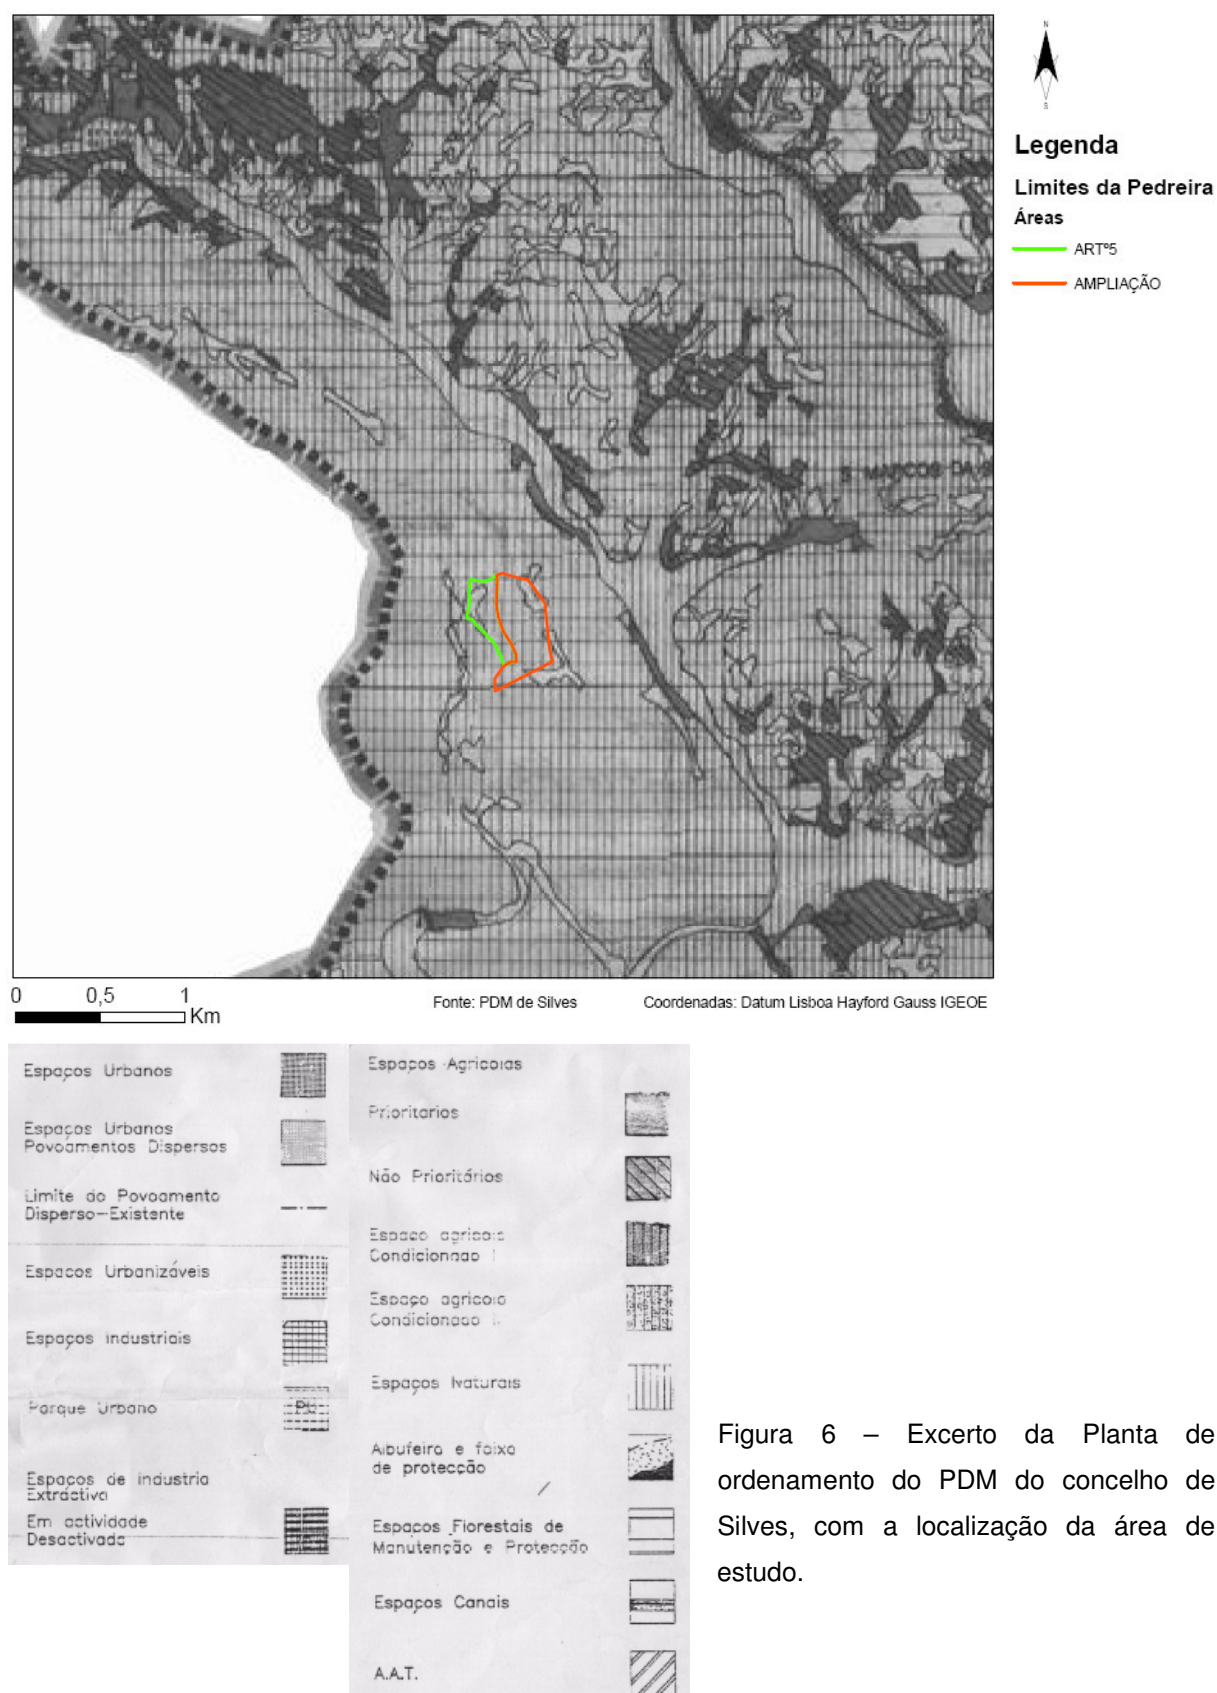 N
S
Legenda
Limites da Pedreira
Áreas
ARTº5
AMPLIAÇÃO
S MARCOS DA
0 0,5 1
Km
Fonte: PDM de Silves
Coordenadas: Datum Lisboa Hayford Gauss IGEOE
Espaços Urbanos
Espaços Urbanos
Povoamentos Dispersos
Limite do Povoamento
Disperso-Existente
Espaços Urbanizáveis
Espaços Industriais
Parque Urbano
PU
Espaços de Industria
Extractiva
Em actividade
Desactivada
Espaços Agricolas
Prioritarios
Não Prioritários
Espaço agricola
Condicionado I
Espaço agricola
Condicionado
Espaços Naturais
Albufeira e faixa
de protecção
Espaços Florestais de
Manutenção e Protecção
Espaços Canais
A.A.T.
Figura 6 – Excerto da Planta de
ordenamento do PDM do concelho de
Silves, com a localização da área de
estudo.